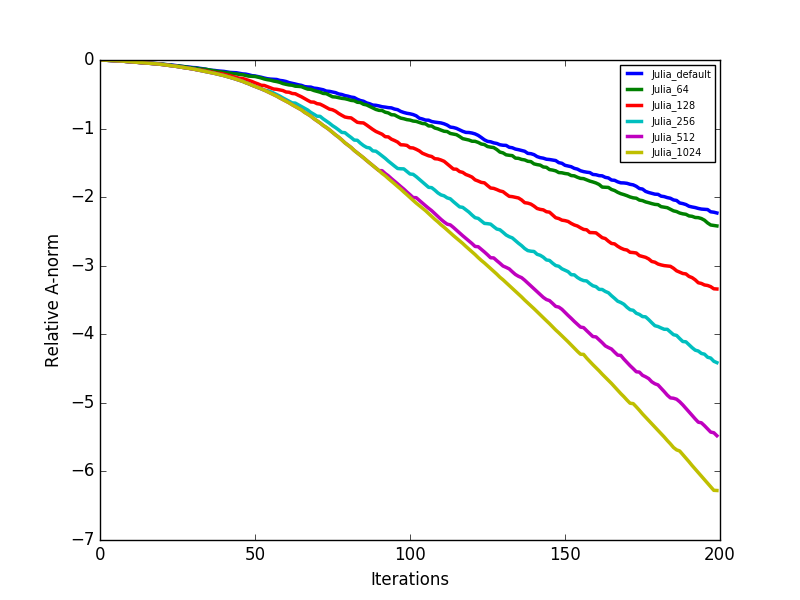 0
−1
−2
−3
−4
−5
−6
−7
0
50
100
150
200
Relative A-norm
Iterations
Julia_default
Julia_64
Julia_128
Julia_256
Julia_512
Julia_1024